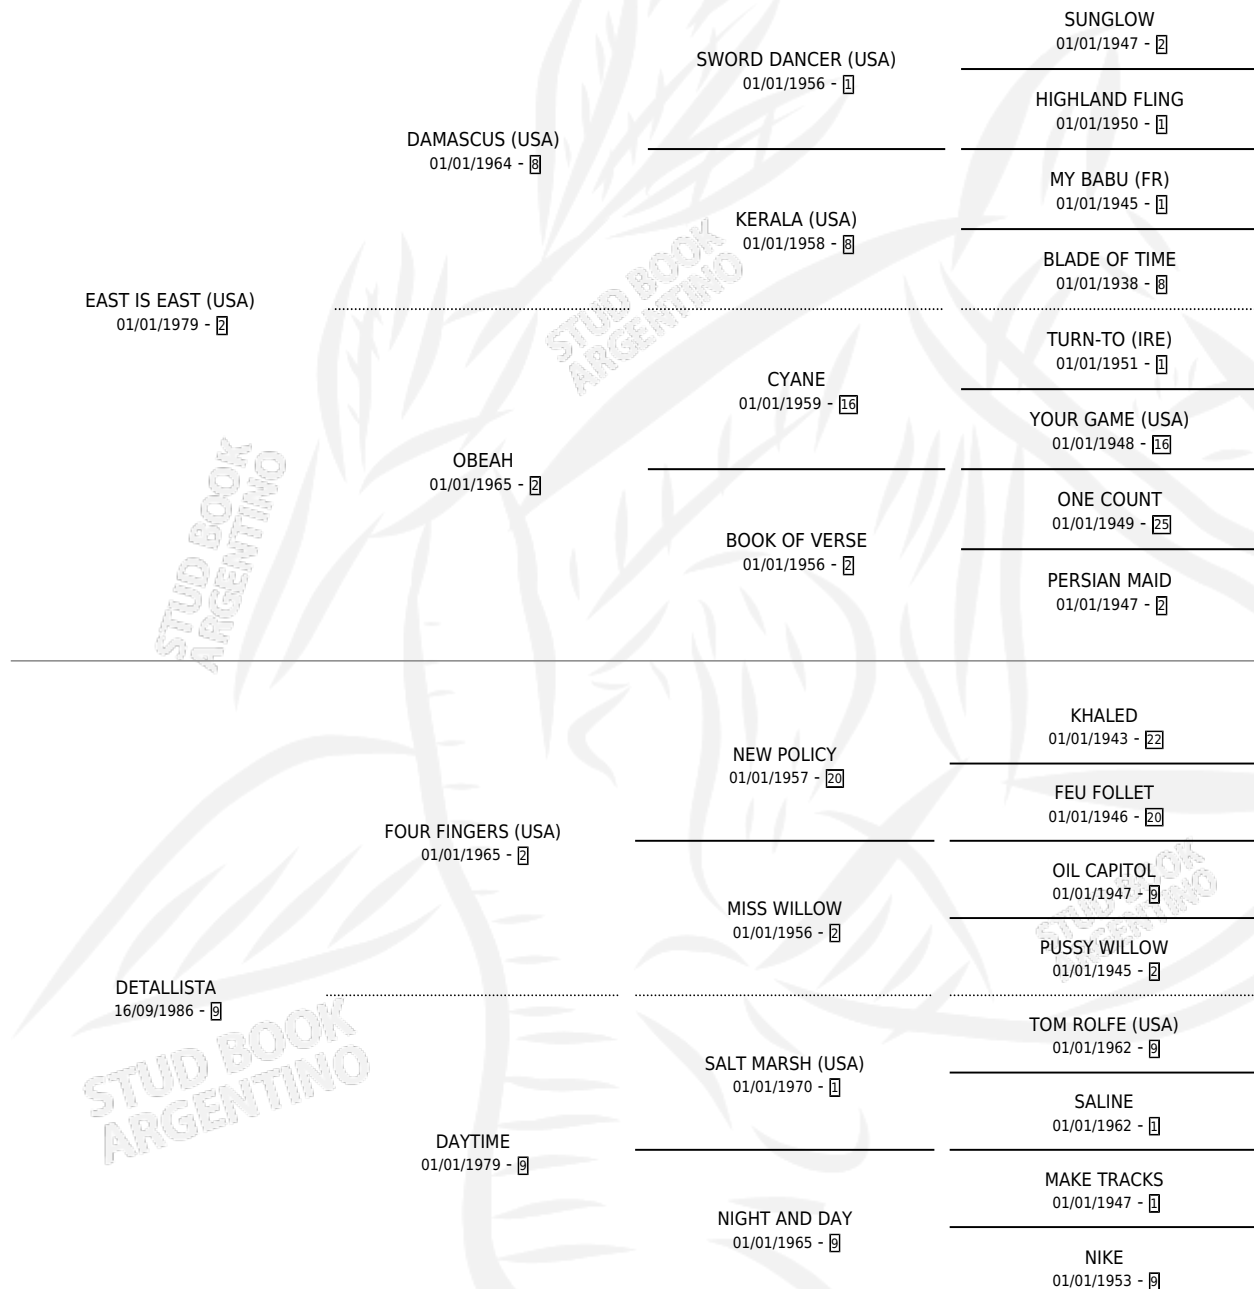 EAST IS EAST (USA)
01/01/1979 - 2
DAMASCUS (USA)
01/01/1964 - 8
SWORD DANCER (USA)
01/01/1956 - 1
SUNGLOW
01/01/1947 - 2
HIGHLAND FLING
01/01/1950 - 1
KERALA (USA)
01/01/1958 - 8
MY BABU (FR)
01/01/1945 - 1
BLADE OF TIME
01/01/1938 - 8
OBEAH
01/01/1965 - 2
CYANE
01/01/1959 - 16
TURN-TO (IRE)
01/01/1951 - 1
YOUR GAME (USA)
01/01/1948 - 16
BOOK OF VERSE
01/01/1956 - 2
ONE COUNT
01/01/1949 - 25
PERSIAN MAID
01/01/1947 - 2
DETALLISTA
16/09/1986 - 9
FOUR FINGERS (USA)
01/01/1965 - 2
NEW POLICY
01/01/1957 - 20
KHALED
01/01/1943 - 22
FEU FOLLET
01/01/1946 - 20
MISS WILLOW
01/01/1956 - 2
OIL CAPITOL
01/01/1947 - 9
PUSSY WILLOW
01/01/1945 - 2
DAYTIME
01/01/1979 - 9
SALT MARSH (USA)
01/01/1970 - 1
TOM ROLFE (USA)
01/01/1962 - 9
SALINE
01/01/1962 - 1
NIGHT AND DAY
01/01/1965 - 9
MAKE TRACKS
01/01/1947 - 1
NIKE
01/01/1953 - 9
STUD BOOK
ARGENTINO
STUD BOOK
ARGENTINO
STUD BOOK
ARGENTINO
STUD BOOK
ARGENTINO